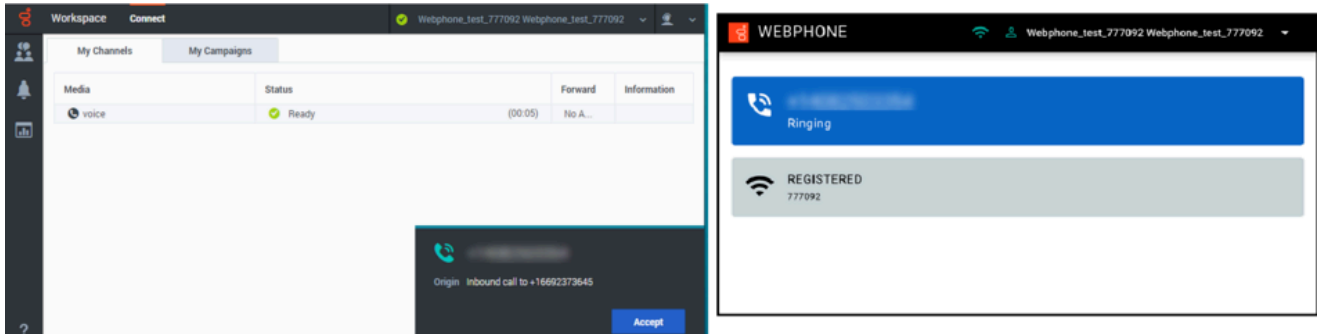 Workspace Connect Webphone_test_777092 Webphone_test_777092
My Channels My Campaigns
Media Status Forward Information
voice Ready (00:05) No A...
Origin Inbound call to +16692373645
Accept
?
WEBPHONE Webphone_test_777092 Webphone_test_777092
Ringing
REGISTERED
777092